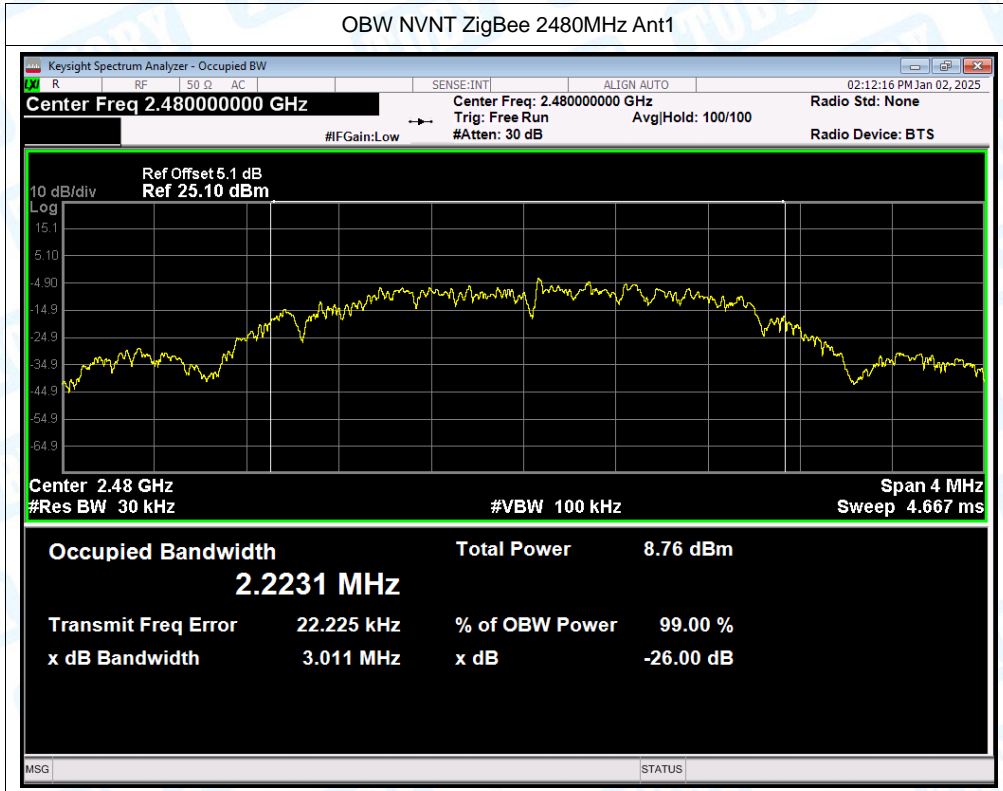 OBW NVNT ZigBee 2480MHz Ant1
Keysight Spectrum Analyzer - Occupied BW
LXI R RF 50 Ω AC SENSE:INT ALIGN AUTO 02:12:16 PM Jan 02, 2025
Center Freq 2.480000000 GHz Center Freq: 2.480000000 GHz Radio Std: None
Trig: Free Run Avg|Hold: 100/100
#IFGain:Low #Atten: 30 dB Radio Device: BTS
Ref Offset 5.1 dB
10 dB/div Ref 25.10 dBm
Log
15.1
5.10
-4.90
-14.9
-24.9
-34.9
-44.9
-54.9
-64.9
Center 2.48 GHz Span 4 MHz
#Res BW 30 kHz #VBW 100 kHz Sweep 4.667 ms
Occupied Bandwidth Total Power 8.76 dBm
2.2231 MHz
Transmit Freq Error 22.225 kHz % of OBW Power 99.00 %
x dB Bandwidth 3.011 MHz x dB -26.00 dB
MSG STATUS